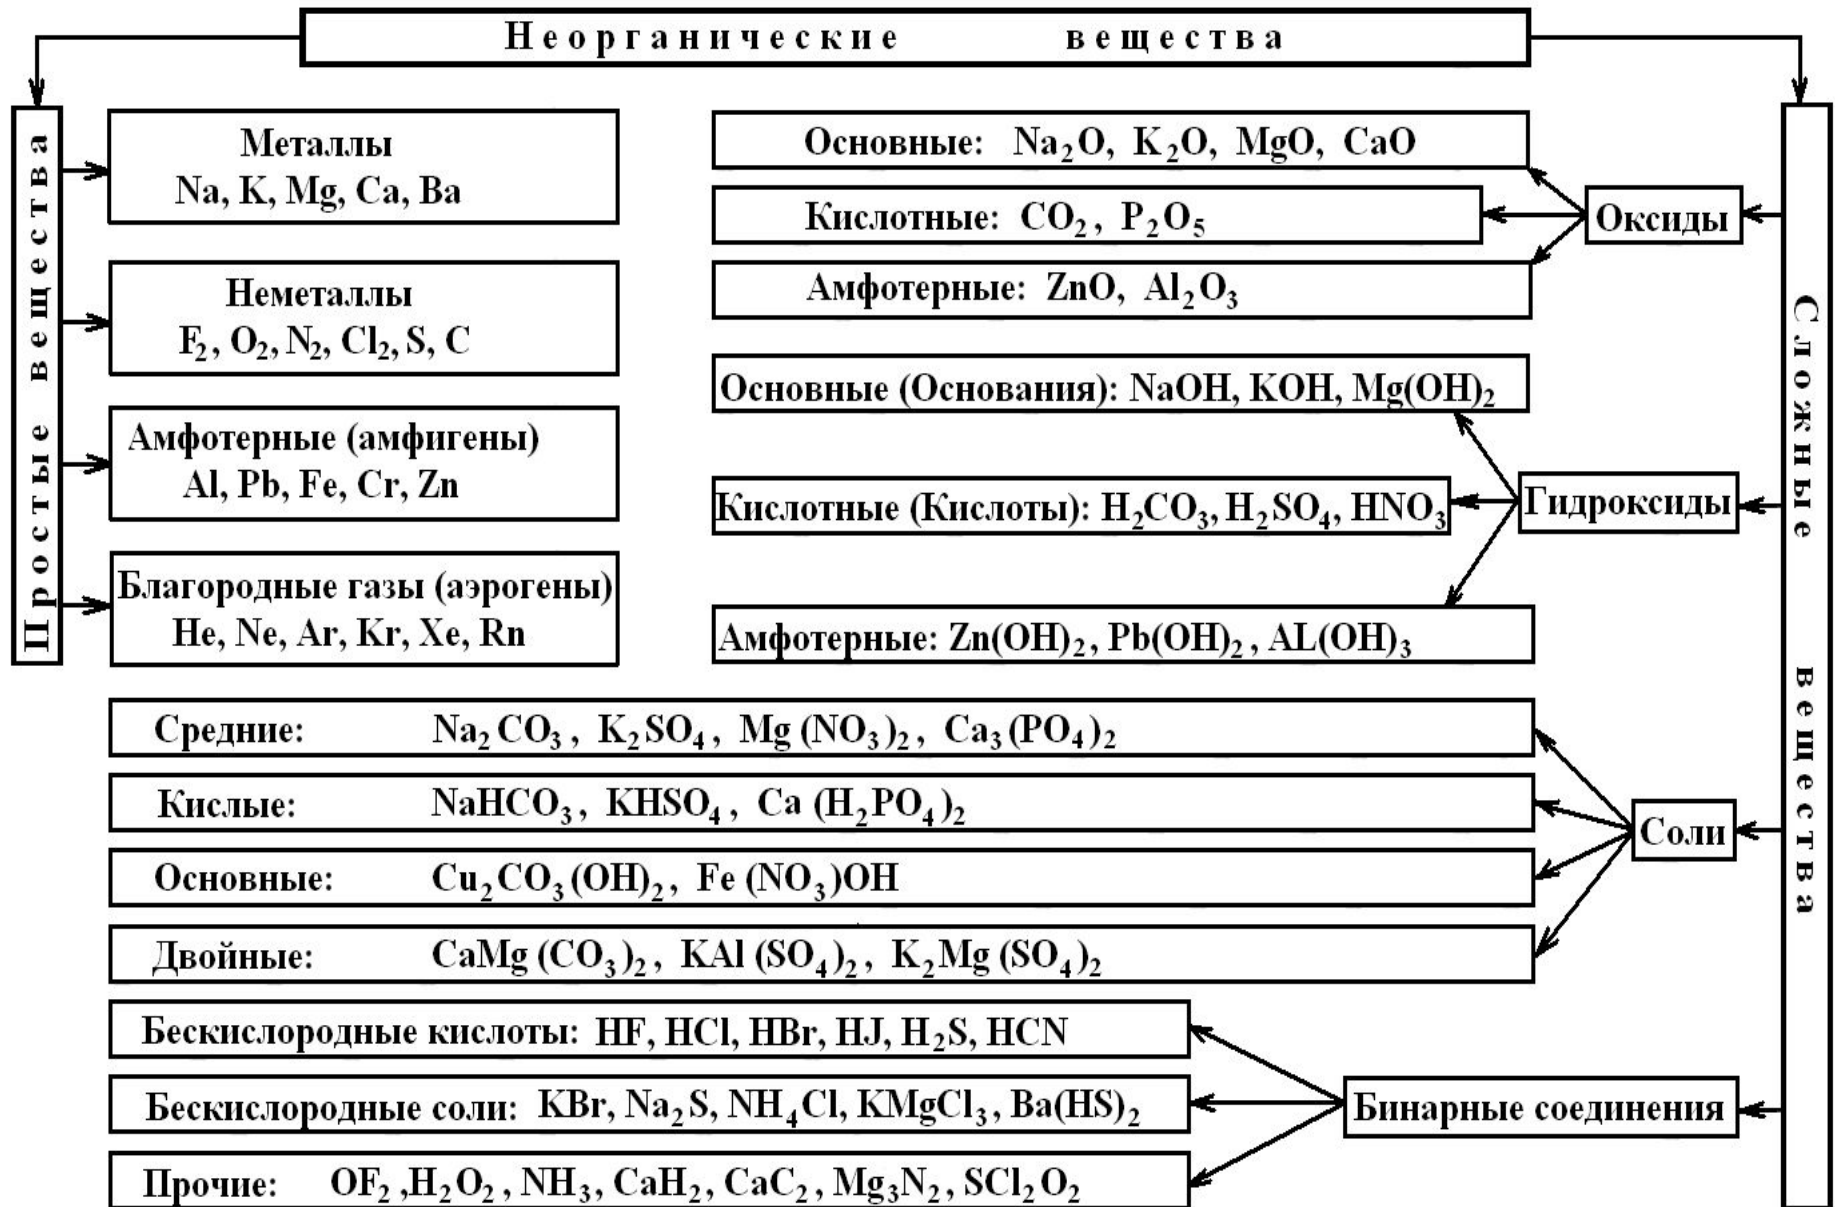 Неорганические вещества
Простые вещества
Металлы
Na, K, Mg, Ca, Ba
Неметаллы
F₂, O₂, N₂, Cl₂, S, C
Амфотерные (амфигены)
Al, Pb, Fe, Cr, Zn
Благородные газы (аэрогены)
He, Ne, Ar, Kr, Xe, Rn
Сложные вещества
Оксиды
Основные: Na₂O, K₂O, MgO, CaO
Кислотные: CO₂, P₂O₅
Амфотерные: ZnO, Al₂O₃
Гидроксиды
Основные (Основания): NaOH, KOH, Mg(OH)₂
Кислотные (Кислоты): H₂CO₃, H₂SO₄, HNO₃
Амфотерные: Zn(OH)₂, Pb(OH)₂, AL(OH)₃
Соли
Средние: Na₂CO₃, K₂SO₄, Mg(NO₃)₂, Ca₃(PO₄)₂
Кислые: NaHCO₃, KHSO₄, Ca(H₂PO₄)₂
Основные: Cu₂CO₃(OH)₂, Fe(NO₃)OH
Двойные: CaMg(CO₃)₂, KAl(SO₄)₂, K₂Mg(SO₄)₂
Бинарные соединения
Бескислородные кислоты: HF, HCl, HBr, HJ, H₂S, HCN
Бескислородные соли: KBr, Na₂S, NH₄Cl, KMgCl₃, Ba(HS)₂
Прочие: OF₂, H₂O₂, NH₃, CaH₂, CaC₂, Mg₃N₂, SCl₂O₂